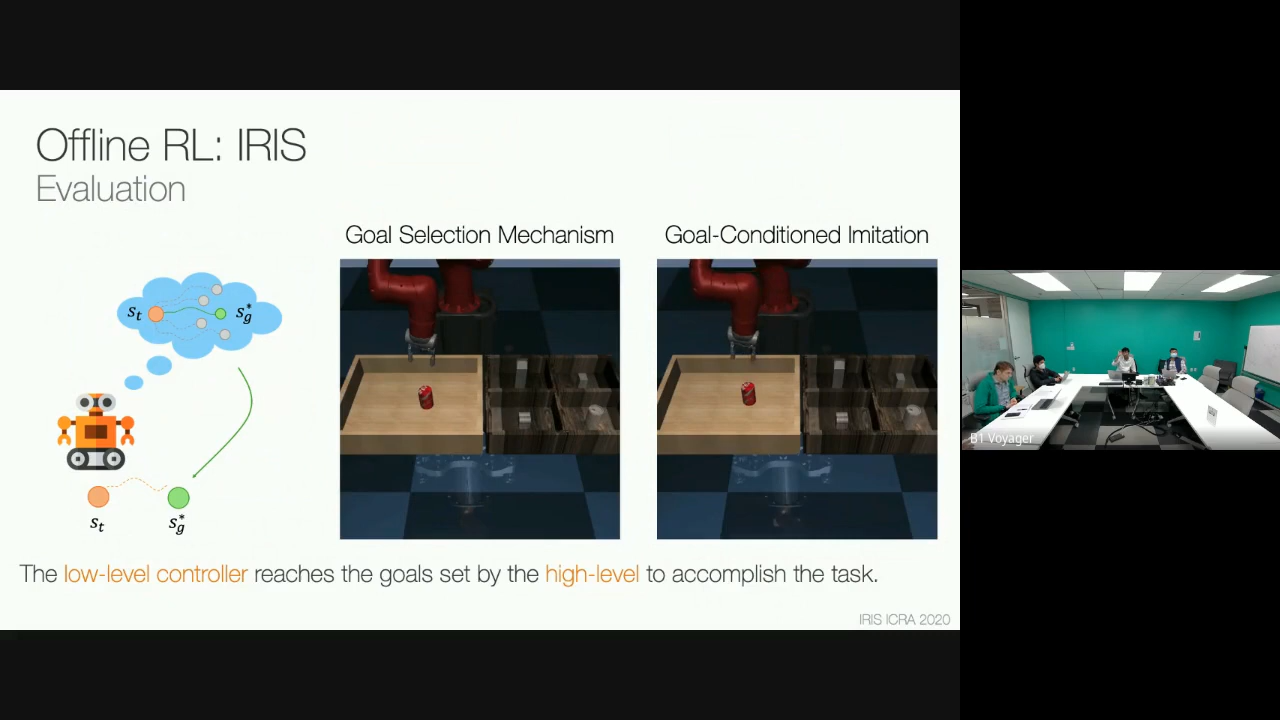 Offline RL: IRIS
Evaluation
Goal Selection Mechanism
Goal-Conditioned Imitation
s_t
s_g^*
s_t
s_g^*
The low-level controller reaches the goals set by the high-level to accomplish the task.
IRIS ICRA 2020
B1 Voyager